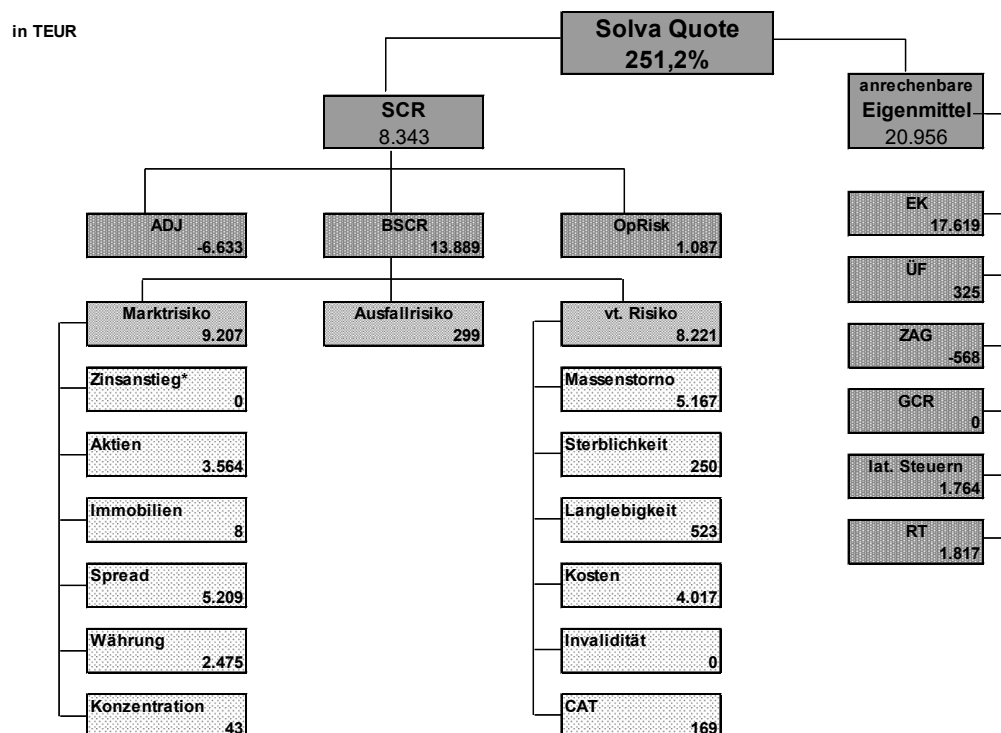 in TEUR
Solva Quote
251,2%
SCR
8.343
anrechenbare
Eigenmittel
20.956
ADJ
-6.633
BSCR
13.889
OpRisk
1.087
Marktrisiko
9.207
Ausfallrisiko
299
vt. Risiko
8.221
Zinsanstieg*
0
Aktien
3.564
Immobilien
8
Spread
5.209
Währung
2.475
Konzentration
43
Massenstorno
5.167
Sterblichkeit
250
Langlebigkeit
523
Kosten
4.017
Invalidität
0
CAT
169
EK
17.619
ÜF
325
ZAG
-568
GCR
0
lat. Steuern
1.764
RT
1.817